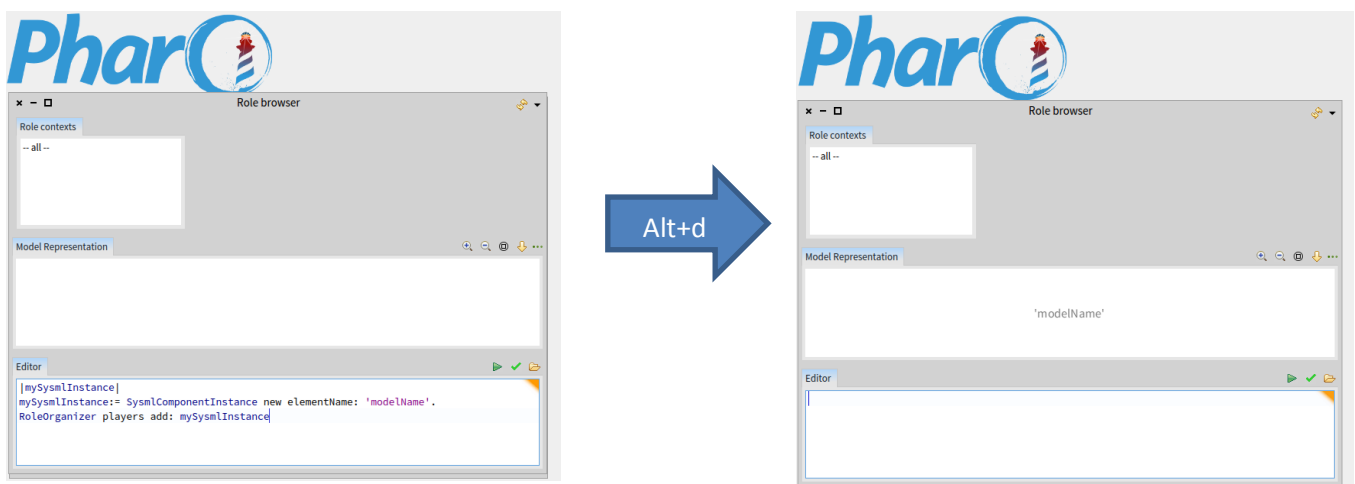 Pharo
× − □ Role browser
Role contexts
-- all --
Model Representation
Editor
|mySysmlInstance|
mySysmlInstance:= SysmlComponentInstance new elementName: 'modelName'.
RoleOrganizer players add: mySysmlInstance
Alt+d
Pharo
× − □ Role browser
Role contexts
-- all --
Model Representation
'modelName'
Editor